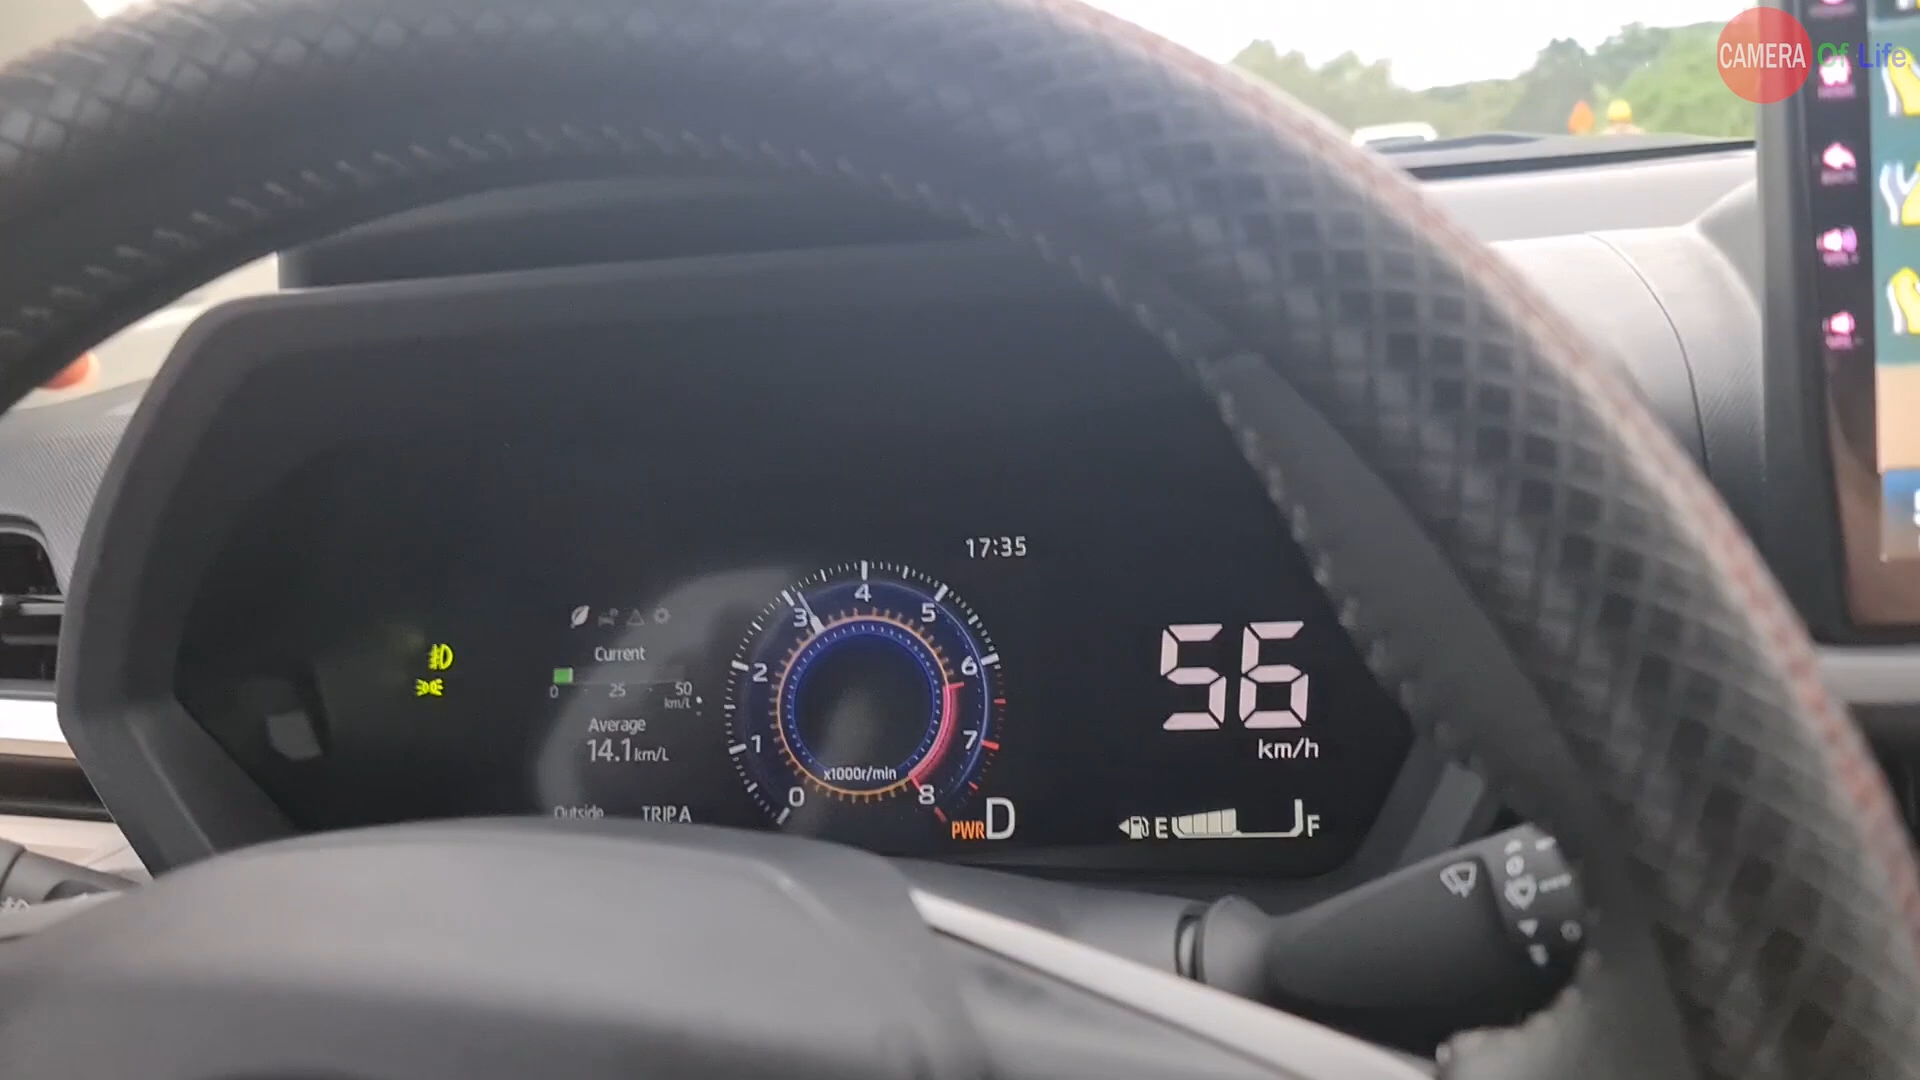 CAMERA Of Life
17:35
Current
0 25 50
km/L
Average
14.1 km/L
Outside TRIP A
0 1 2 3 4 5 6 7 8
x1000r/min
PWR D
56
km/h
E F